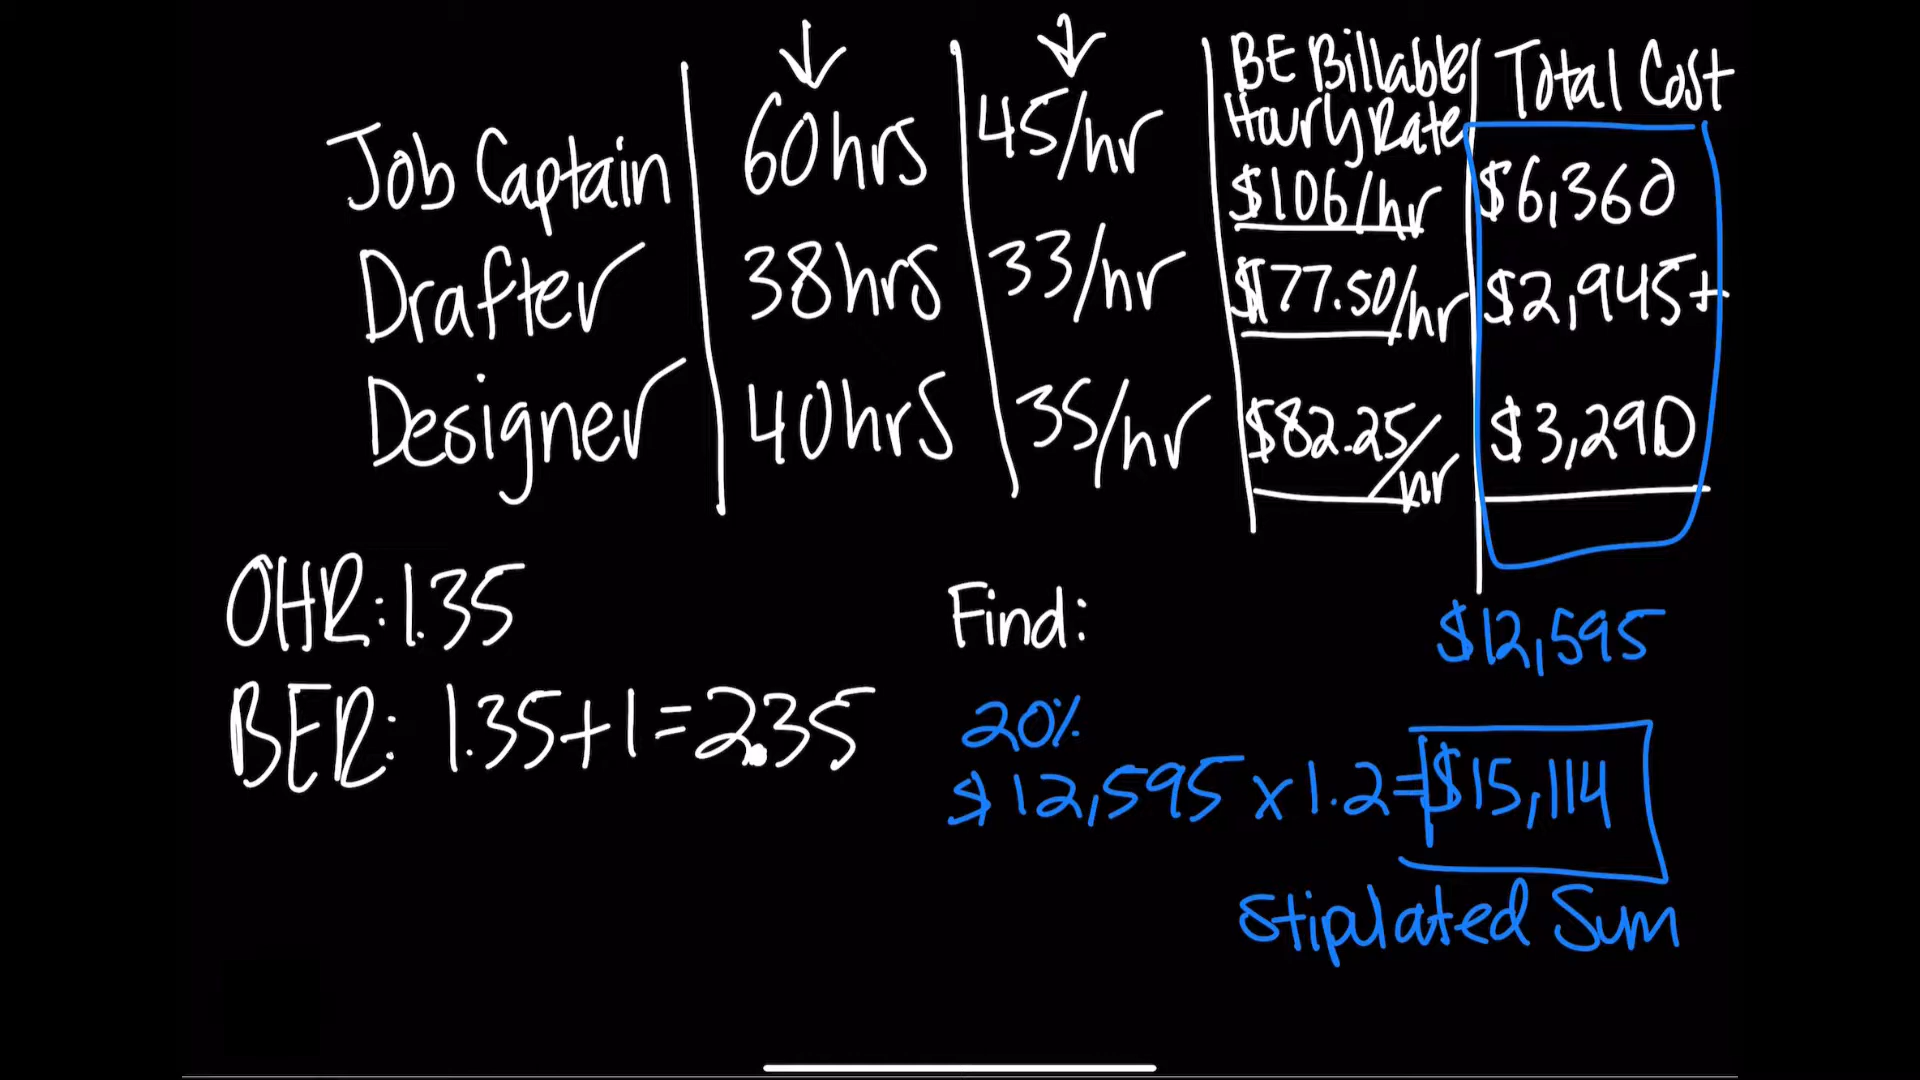 BE Billable Total Cost
Hourly Rate
Job Captain 60hrs 45/hr $106/hr $6,360
Drafter 38hrs 33/hr $77.50/hr $2,945+
Designer 40hrs 35/hr $82.25/hr $3,290
OHR: 1.35 Find: $12,595
20%
BER: 1.35+1=2.35 $12,595 x 1.2=$15,114
Stipulated Sum